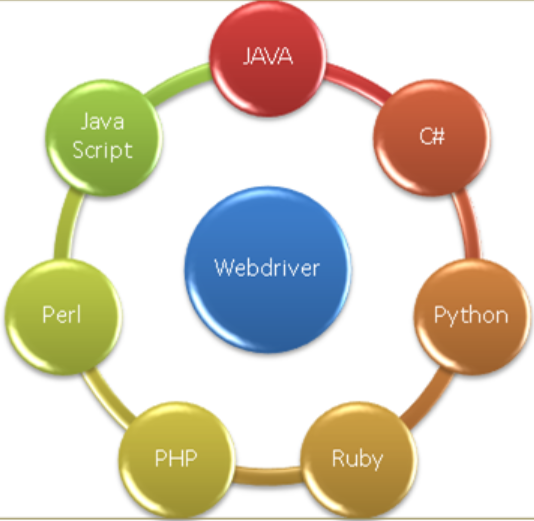 JAVA
C#
Python
Ruby
PHP
Perl
Java
Script
Webdriver